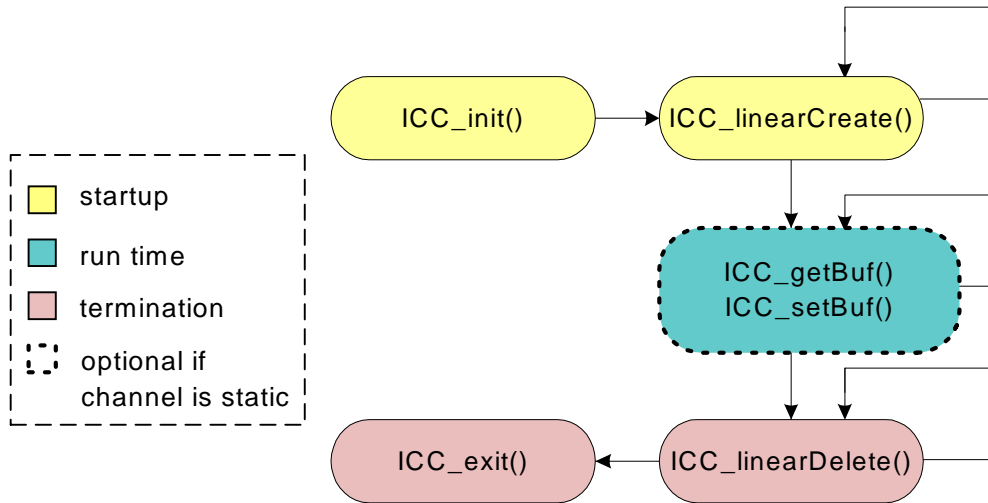 ICC_init()
ICC_linearCreate()
startup
run time
termination
optional if
channel is static
ICC_getBuf()
ICC_setBuf()
ICC_exit()
ICC_linearDelete()